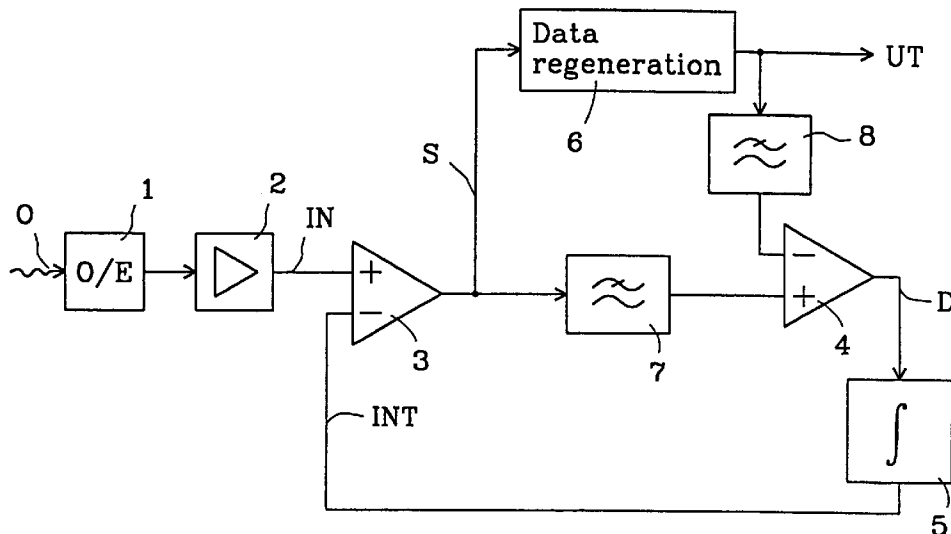 Data
regeneration
UT
6
8
S
1
2
IN
O
O/E
+
−
3
7
−
+
4
D
INT
∫
5